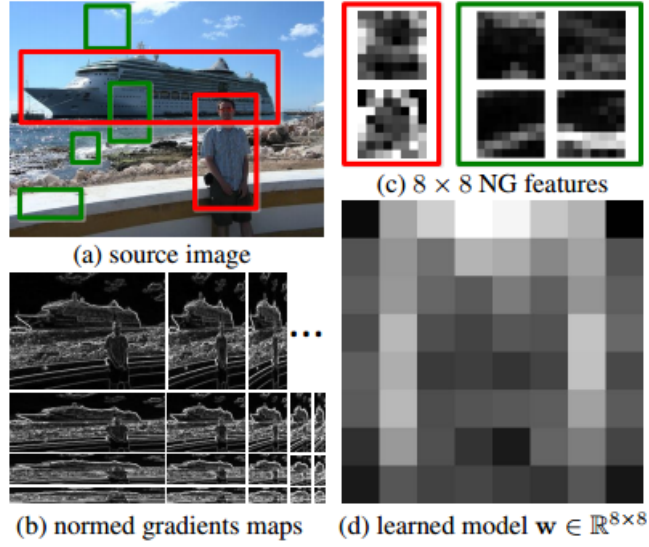 (a) source image
(b) normed gradients maps
...
(c) 8 × 8 NG features
(d) learned model w ∈ ℝ^{8×8}